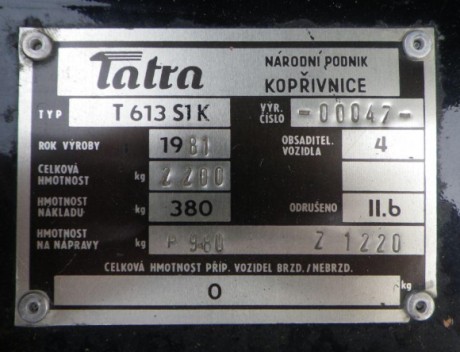 Tatra NÁRODNÍ PODNIK
KOPŘIVNICE
TYP T 613 S1 K VÝR. ČÍSLO -00047-
ROK VÝROBY 1981 OBSADITEL. VOZIDLA 4
CELKOVÁ HMOTNOST kg 2 200
HMOTNOST NÁKLADU kg 380 ODRUŠENO II.b
HMOTNOST NA NÁPRAVY kg P 980 Z 1220
CELKOVÁ HMOTNOST PŘÍP. VOZIDEL BRZD./NEBRZD.
0 kg